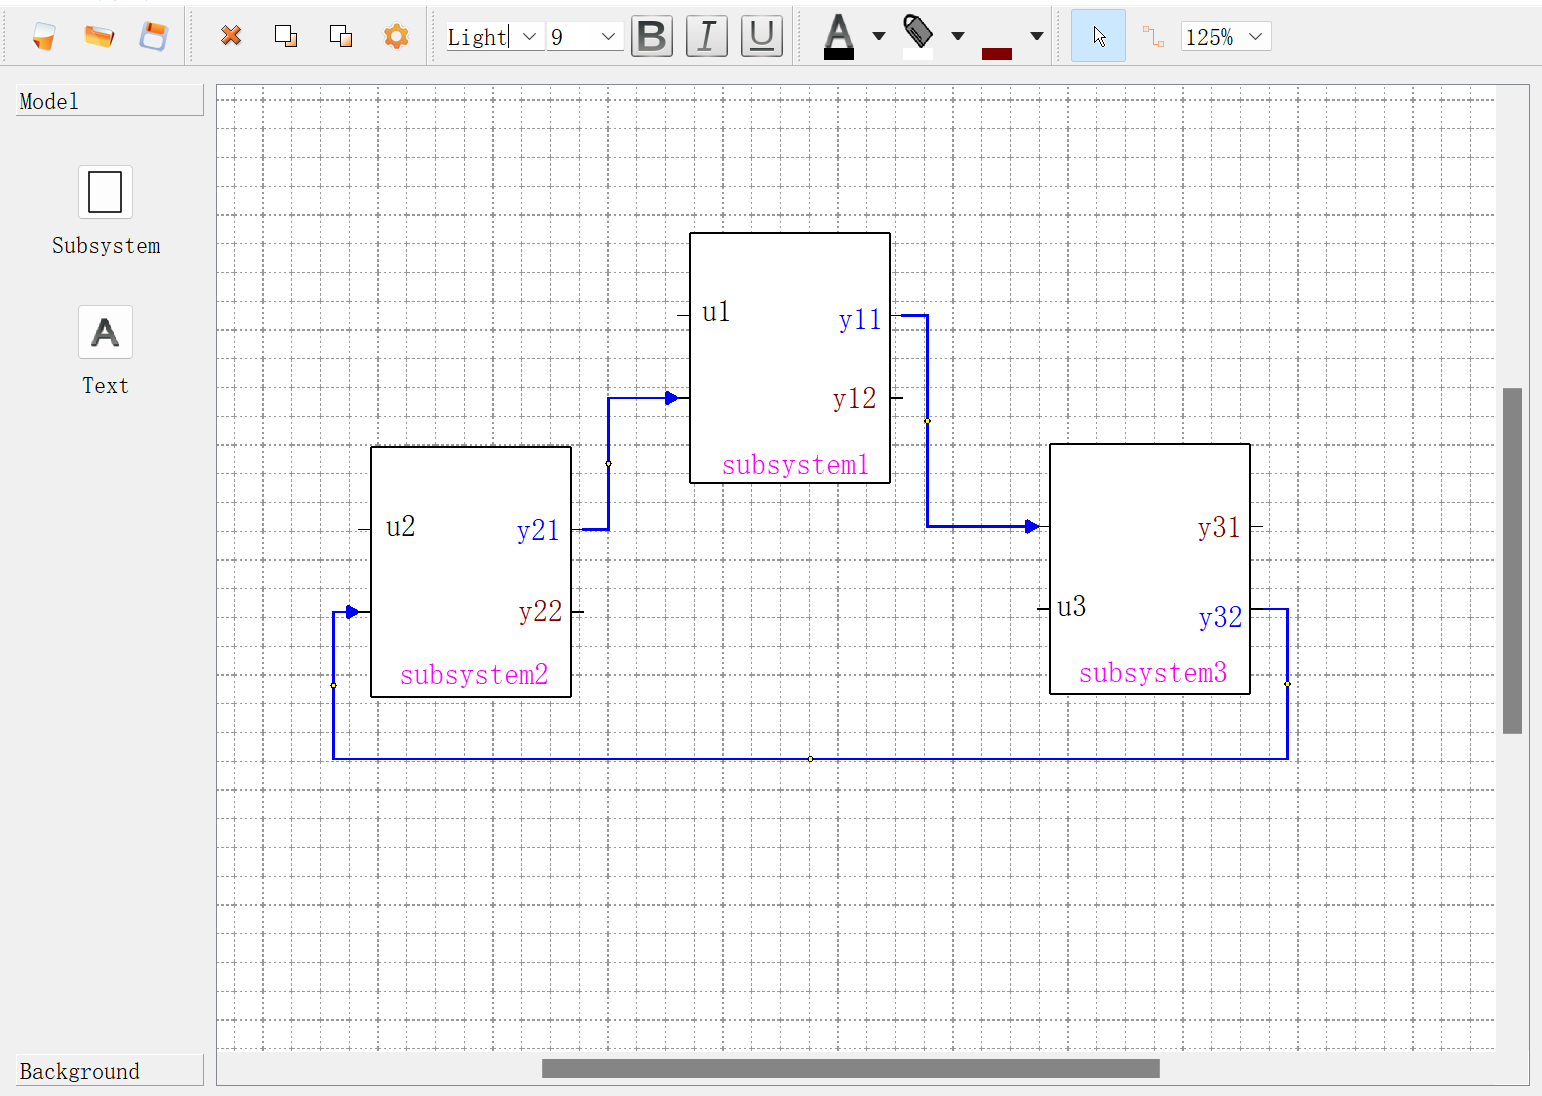 Light 9 B I U A 125%
Model
Subsystem
A
Text
u1
y11
y12
subsystem1
u2
y21
y22
subsystem2
y31
u3
y32
subsystem3
Background